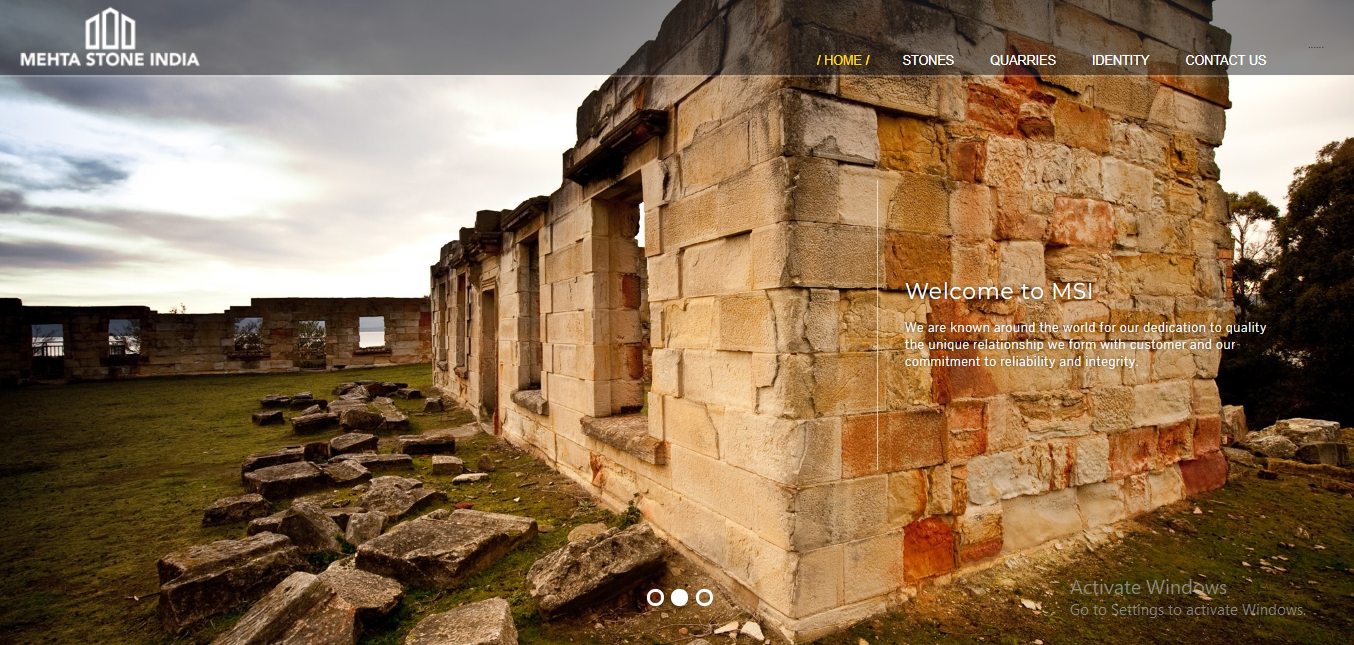 MEHTA STONE INDIA
/ HOME /
STONES
QUARRIES
IDENTITY
CONTACT US
Welcome to MSI
We are known around the world for our dedication to quality
the unique relationship we form with customer and our
commitment to reliability and integrity.
Activate Windows
Go to Settings to activate Windows.